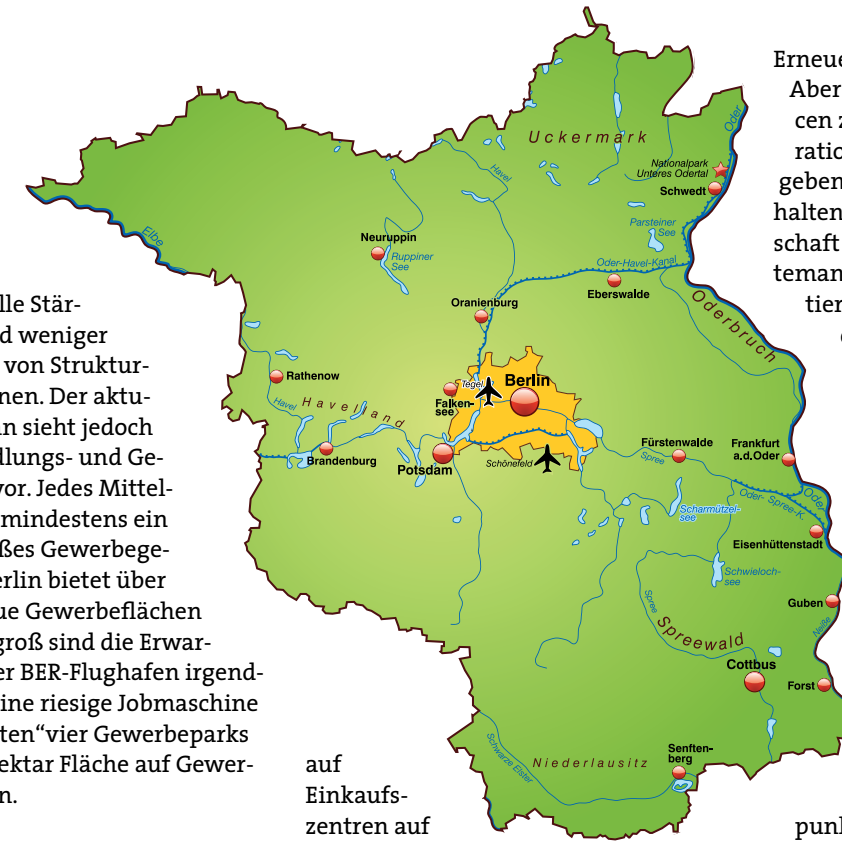 lle Stär-
d weniger
von Struktur-
nen. Der aktu-
n sieht jedoch
dlungs- und Ge-
vor. Jedes Mittel-
mindestens ein
ßes Gewerbege-
erlin bietet über
ue Gewerbeflächen
groß sind die Erwar-
er BER-Flughafen irgend-
ine riesige Jobmaschine
ten“vier Gewerbeparks
ektar Fläche auf Gewer-
n.
auf
Einkaufs-
zentren auf
Erneue
Aber
cen z
ratio
geben
halten
schaft
teman
tier
punk
Uckermark
Oder
Nationalpark
Unteres Odertal
Schwedt
Havel
Elbe
Neuruppin
Ruppiner
See
Parsteiner
See
Oder-Havel-Kanal
Eberswalde
Oranienburg
Oderbruch
Rathenow
Tegel
Berlin
Falken-
see
Havel
Havelland
Brandenburg
Potsdam
Schönefeld
Fürstenwalde
Spree
Frankfurt
a.d.Oder
Oder
Oder- Spree-K.
Scharmützel-
see
Eisenhüttenstadt
Schwieloch-
see
Spree
Guben
Neiße
Spreewald
Cottbus
Forst
Senften-
berg
Niederlausitz
Schwarze Elster